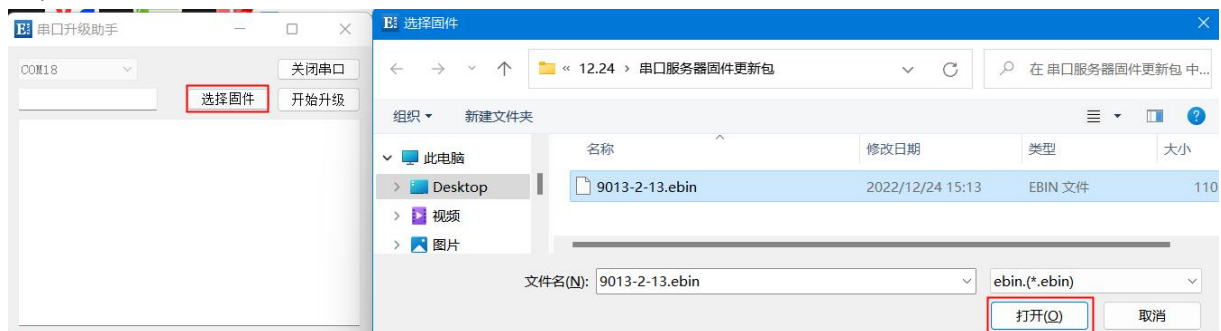 串口升级助手
COM18
关闭串口
选择固件
开始升级
选择固件
« 12.24 › 串口服务器固件更新包
在 串口服务器固件更新包 中...
组织
新建文件夹
名称
修改日期
类型
大小
此电脑
Desktop
视频
图片
9013-2-13.ebin
2022/12/24 15:13
EBIN 文件
110
文件名(N):
9013-2-13.ebin
ebin.(*.ebin)
打开(O)
取消